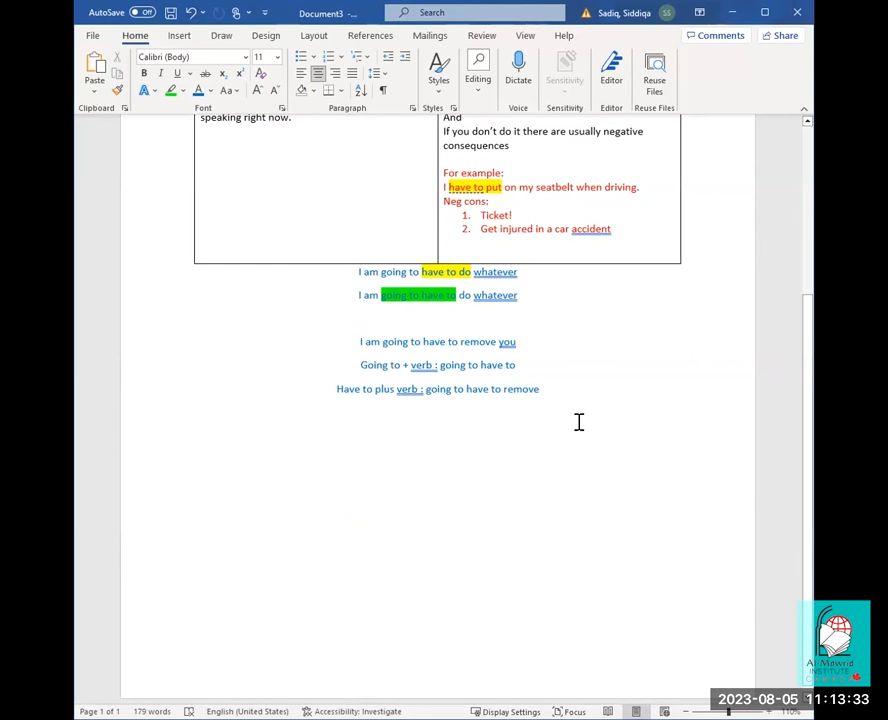 AutoSave Off Document3 -... Search Sadiq, Siddiqa SS
File Home Insert Draw Design Layout References Mailings Review View Help Comments Share
Calibri (Body) 11
Paste Styles Editing Dictate Sensitivity Editor Reuse Files
Clipboard Font Paragraph Styles Voice Sensitivity Editor Reuse Files
speaking right now.
And
If you don't do it there are usually negative
consequences
For example:
I have to put on my seatbelt when driving.
Neg cons:
1. Ticket!
2. Get injured in a car accident
I am going to have to do whatever
I am going to have to do whatever
I am going to have to remove you
Going to + verb : going to have to
Have to plus verb : going to have to remove
Al-Mawrid
INSTITUTE
CANADA
2023-08-05 11:13:33
Page 1 of 1 179 words English (United States) Accessibility: Investigate Display Settings Focus 110%